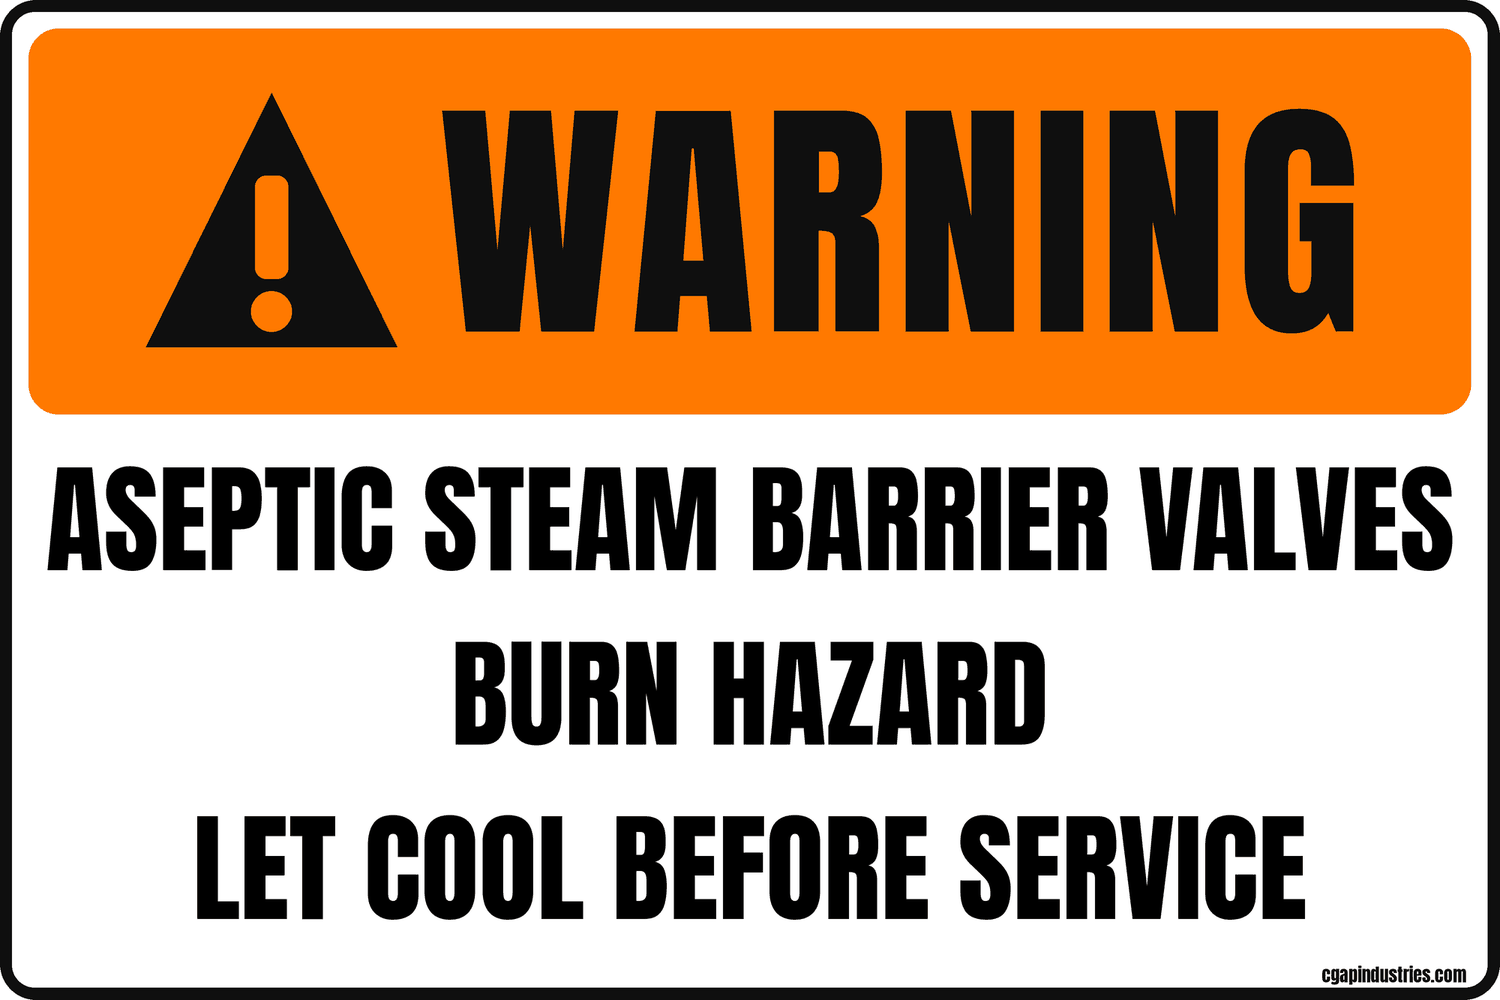 WARNING
ASEPTIC STEAM BARRIER VALVES
BURN HAZARD
LET COOL BEFORE SERVICE
cgapindustries.com